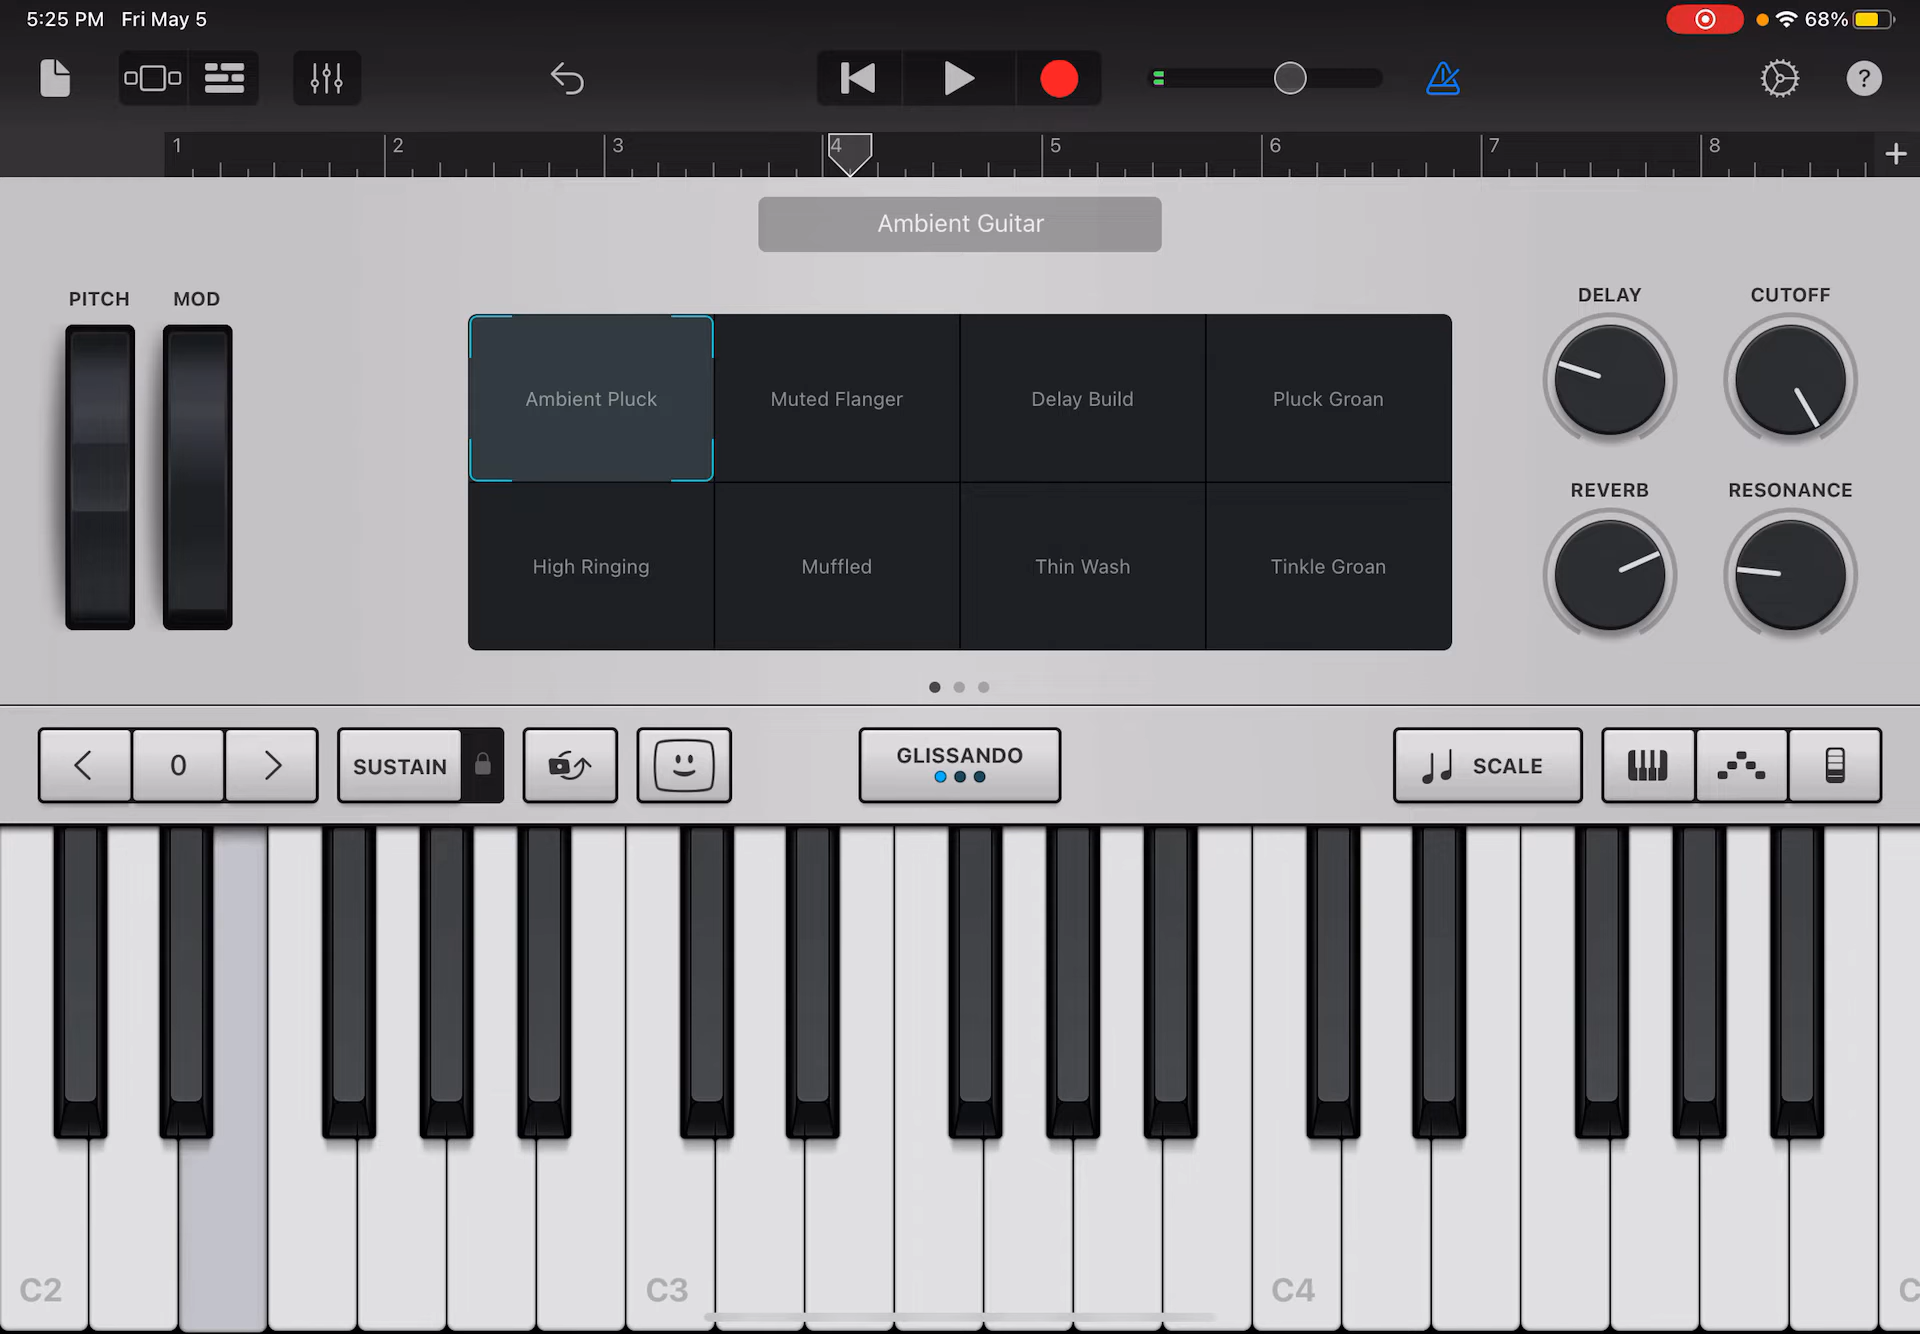 5:25 PM Fri May 5 68%
1 2 3 4 5 6 7 8 +
Ambient Guitar
PITCH MOD DELAY CUTOFF
Ambient Pluck Muted Flanger Delay Build Pluck Groan
REVERB RESONANCE
High Ringing Muffled Thin Wash Tinkle Groan
< 0 > SUSTAIN GLISSANDO SCALE
C2 C3 C4 C